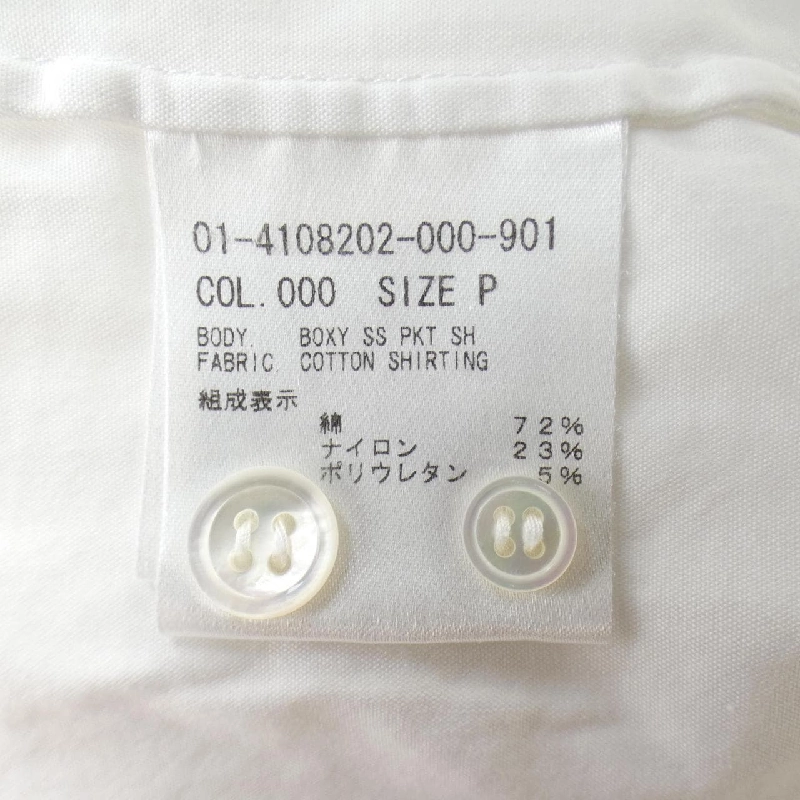 01-4108202-000-901
COL.000 SIZE P
BODY. BOXY SS PKT SH
FABRIC. COTTON SHIRTING
組成表示
綿 72%
ナイロン 23%
ポリウレタン 5%